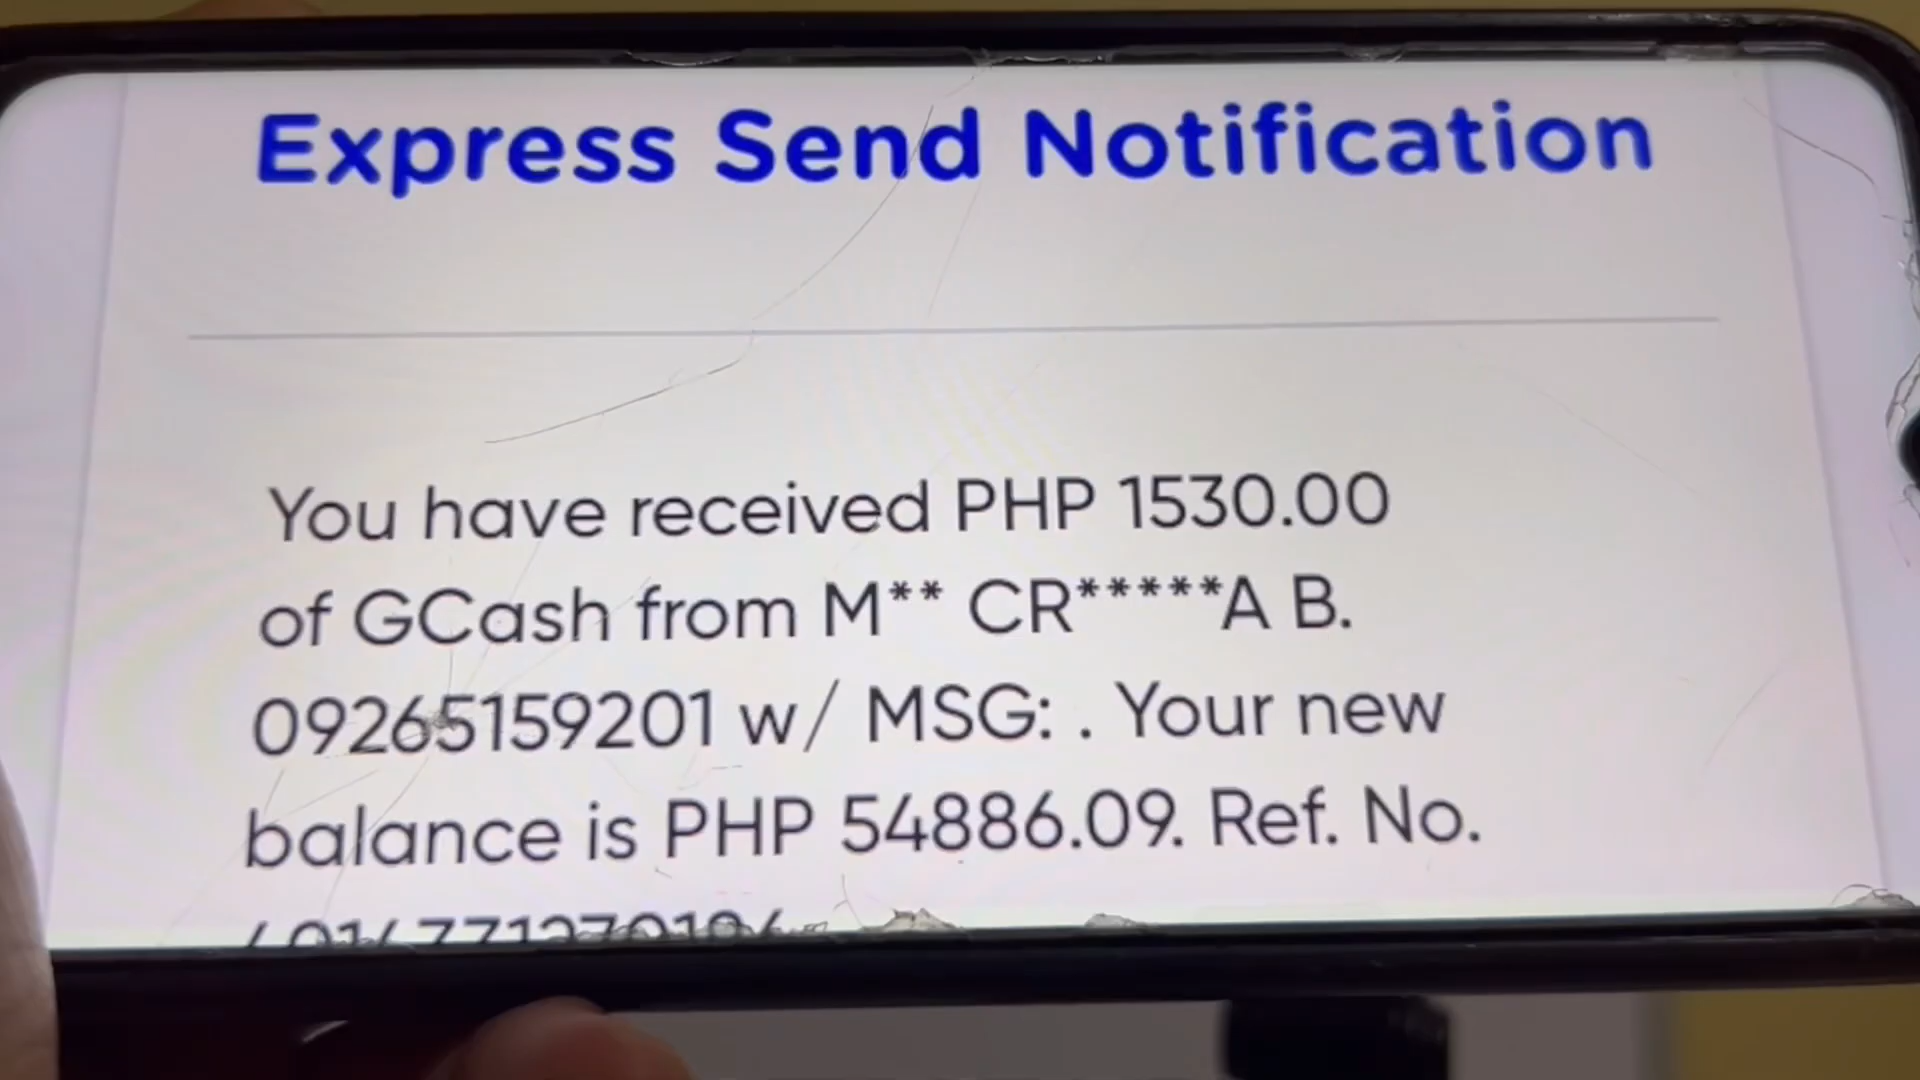 Express Send Notification
You have received PHP 1530.00
of GCash from M** CR*****A B.
09265159201 w/ MSG: . Your new
balance is PHP 54886.09. Ref. No.